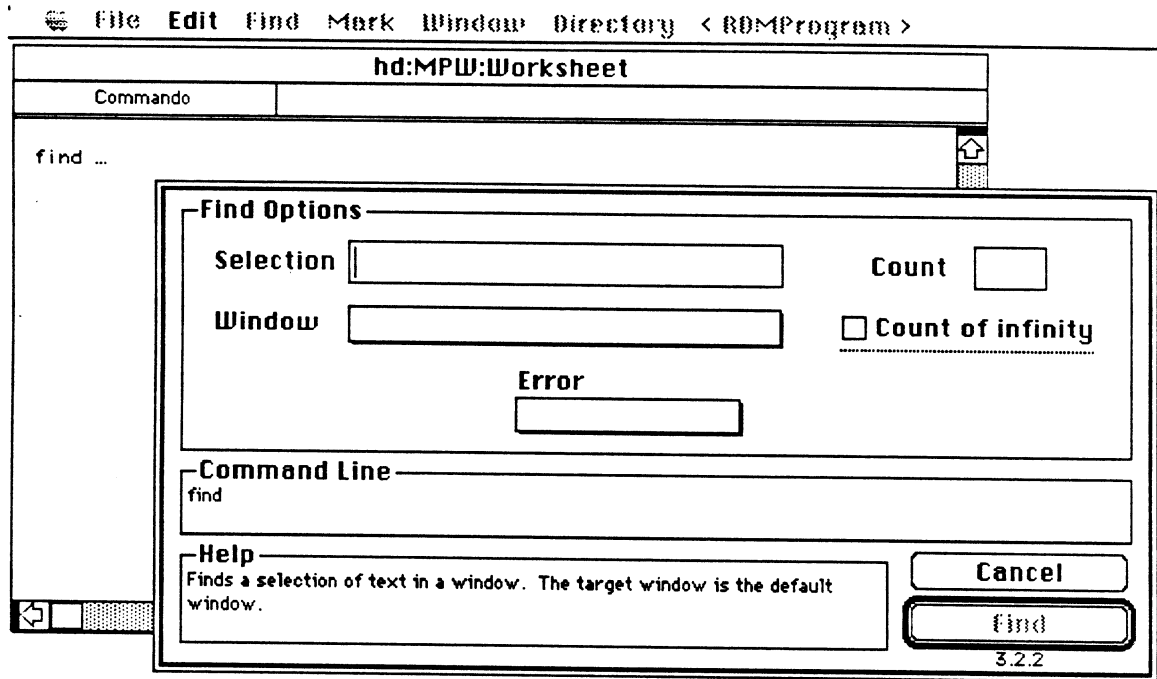 File Edit Find Mark Window Directory < RDMProgram >
hd:MPW:Worksheet
Commando
find …
Find Options
Selection
Count
Window
Count of infinity
Error
Command Line
find
Help
Finds a selection of text in a window. The target window is the default
window.
Cancel
Find
3.2.2